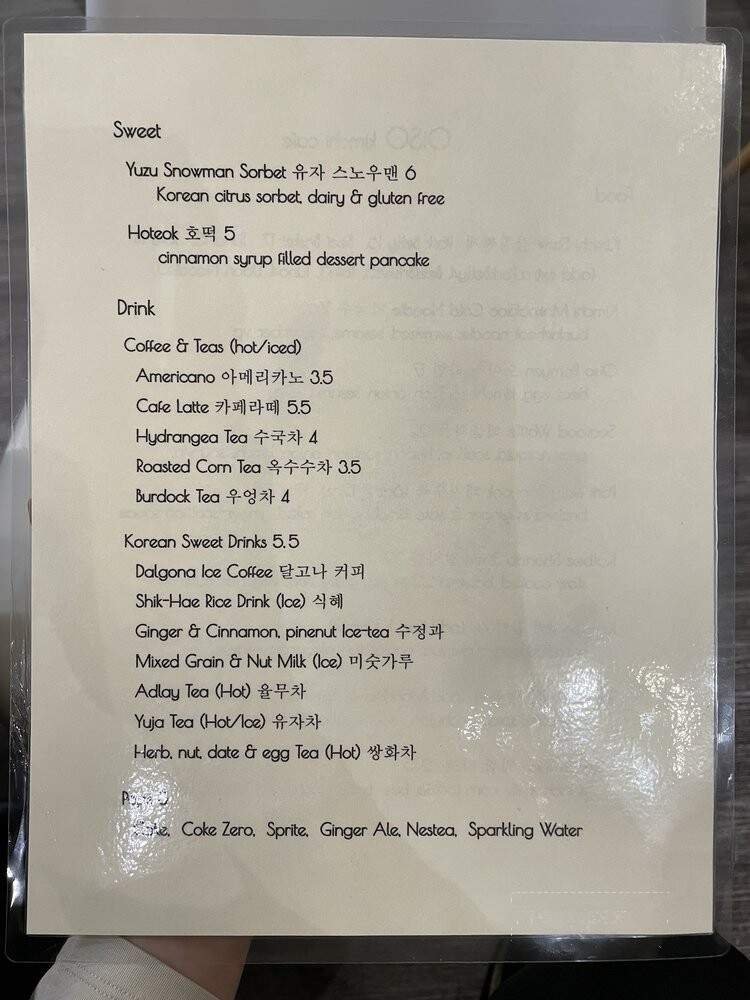 Sweet
Yuzu Snowman Sorbet 유자 스노우맨 6
Korean citrus sorbet, dairy & gluten free
Hoteok 호떡 5
cinnamon syrup filled dessert pancake
Drink
Coffee & Teas (hot/iced)
Americano 아메리카노 3.5
Cafe Latte 카페라떼 5.5
Hydrangea Tea 수국차 4
Roasted Corn Tea 옥수수차 3.5
Burdock Tea 우엉차 4
Korean Sweet Drinks 5.5
Dalgona Ice Coffee 달고나 커피
Shik-Hae Rice Drink (Ice) 식혜
Ginger & Cinnamon, pinenut Ice-tea 수정과
Mixed Grain & Nut Milk (Ice) 미숫가루
Adlay Tea (Hot) 율무차
Yuja Tea (Hot/Ice) 유자차
Herb, nut, date & egg Tea (Hot) 쌍화차
Coke Zero, Sprite, Ginger Ale, Nestea, Sparkling Water